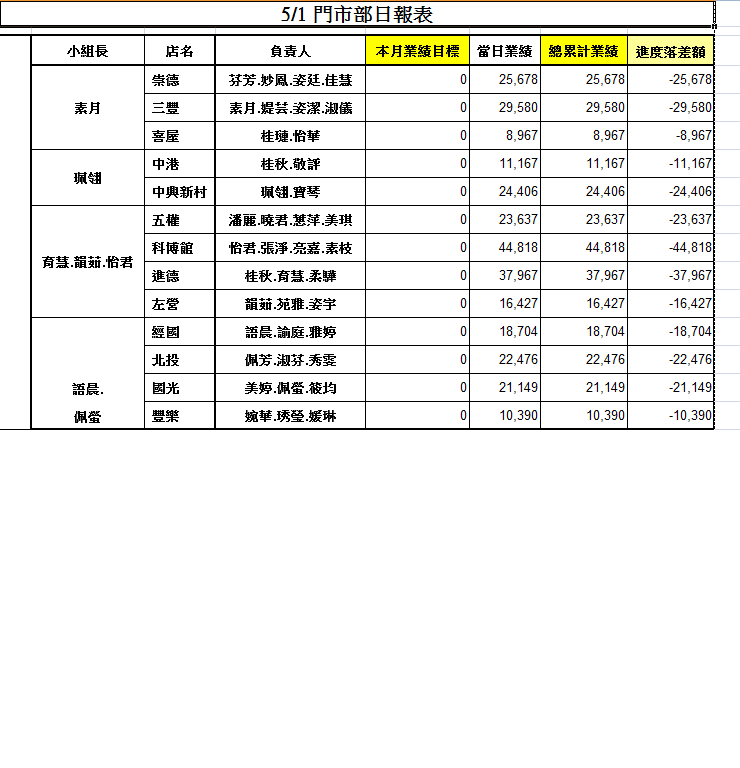 5/1 門市部日報表
小組長 店名 負責人 本月業績目標 當日業績 總累計業績 進度落差額
素月 崇德 芬芳.妙鳳.姿廷.佳慧 0 25,678 25,678 -25,678
三豐 素月.緹芸.姿潔.淑儀 0 29,580 29,580 -29,580
喜屋 桂璉.怡華 0 8,967 8,967 -8,967
珮翎 中港 桂秋.敬評 0 11,167 11,167 -11,167
中興新村 珮翎.寶琴 0 24,406 24,406 -24,406
育慧.韻茹.怡君 五權 潘麗.曉君.慧萍.美琪 0 23,637 23,637 -23,637
科博館 怡君.張淨.亮嘉.素枝 0 44,818 44,818 -44,818
進德 桂秋.育慧.柔驊 0 37,967 37,967 -37,967
左營 韻茹.苑雅.姿宇 0 16,427 16,427 -16,427
經國 語晨.諭庭.雅婷 0 18,704 18,704 -18,704
北投 佩芳.淑芬.秀雯 0 22,476 22,476 -22,476
語晨. 國光 美婷.佩螢.筱均 0 21,149 21,149 -21,149
佩螢 豐樂 婉華.琇瑩.媛琳 0 10,390 10,390 -10,390